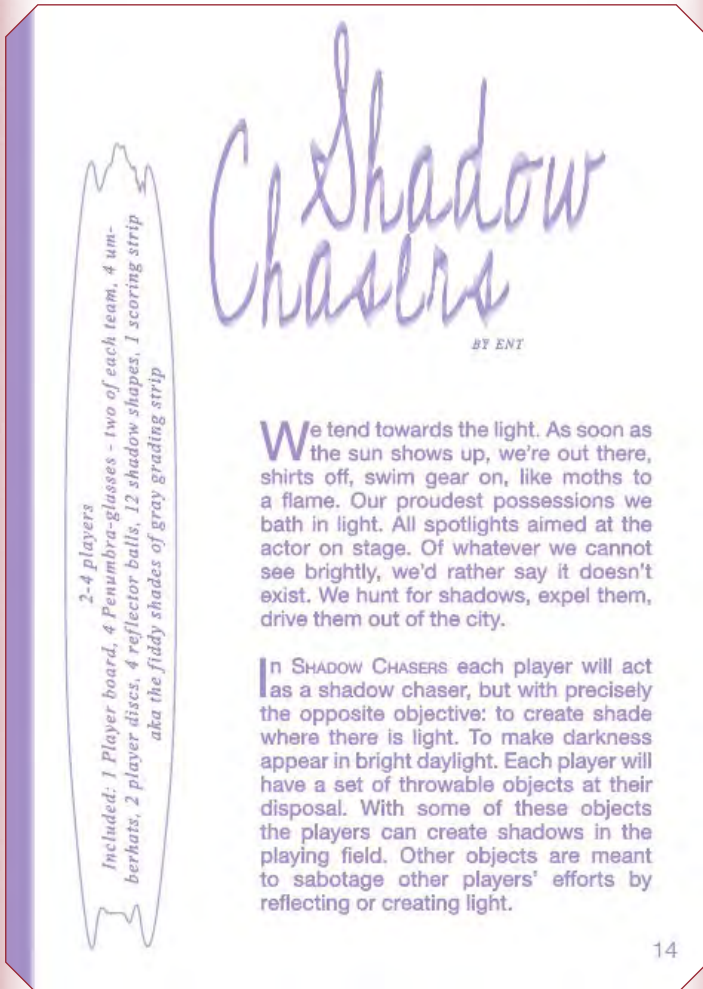 Shadow
Chasers
BY ENT
2-4 players
Included: 1 Player board, 4 Penumbra-glasses - two of each team, 4 um-
berhats, 2 player discs, 4 reflector balls, 12 shadow shapes, 1 scoring strip
aka the fiddy shades of gray grading strip
We tend towards the light. As soon as
the sun shows up, we're out there,
shirts off, swim gear on, like moths to
a flame. Our proudest possessions we
bath in light. All spotlights aimed at the
actor on stage. Of whatever we cannot
see brightly, we'd rather say it doesn't
exist. We hunt for shadows, expel them,
drive them out of the city.
In SHADOW CHASERS each player will act
as a shadow chaser, but with precisely
the opposite objective: to create shade
where there is light. To make darkness
appear in bright daylight. Each player will
have a set of throwable objects at their
disposal. With some of these objects
the players can create shadows in the
playing field. Other objects are meant
to sabotage other players' efforts by
reflecting or creating light.
14